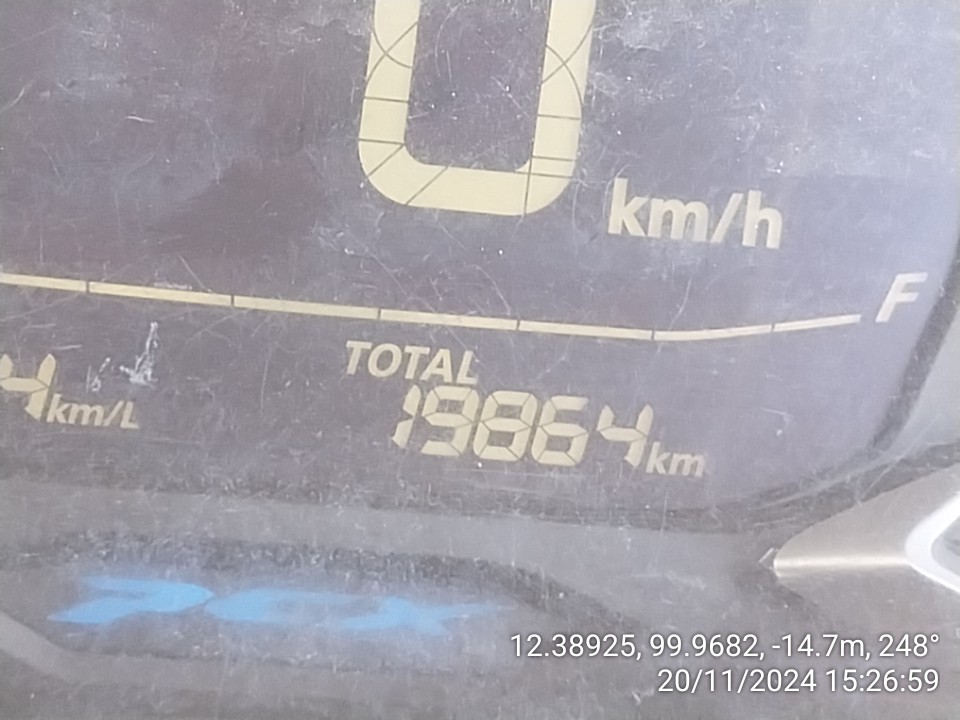 0
km/h
F
TOTAL
4km/L
19864km
PCX
12.38925, 99.9682, -14.7m, 248°
20/11/2024 15:26:59